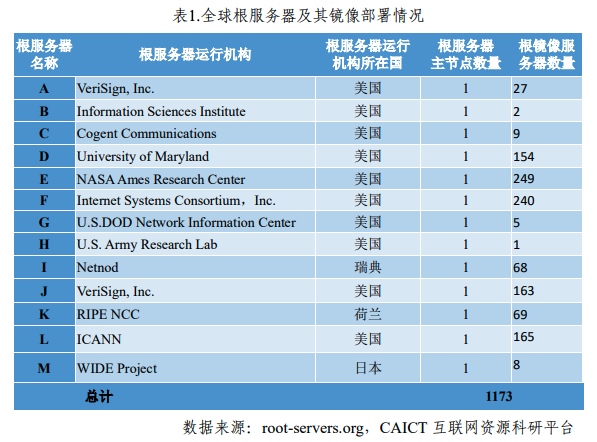 表1.全球根服务器及其镜像部署情况
根服务器名称 根服务器运行机构 根服务器运行机构所在国 根服务器主节点数量 根镜像服务器数量
A VeriSign, Inc. 美国 1 27
B Information Sciences Institute 美国 1 2
C Cogent Communications 美国 1 9
D University of Maryland 美国 1 154
E NASA Ames Research Center 美国 1 249
F Internet Systems Consortium，Inc. 美国 1 240
G U.S.DOD Network Information Center 美国 1 5
H U.S. Army Research Lab 美国 1 1
I Netnod 瑞典 1 68
J VeriSign, Inc. 美国 1 163
K RIPE NCC 荷兰 1 69
L ICANN 美国 1 165
M WIDE Project 日本 1 8
总计 1173
数据来源：root-servers.org，CAICT 互联网资源科研平台